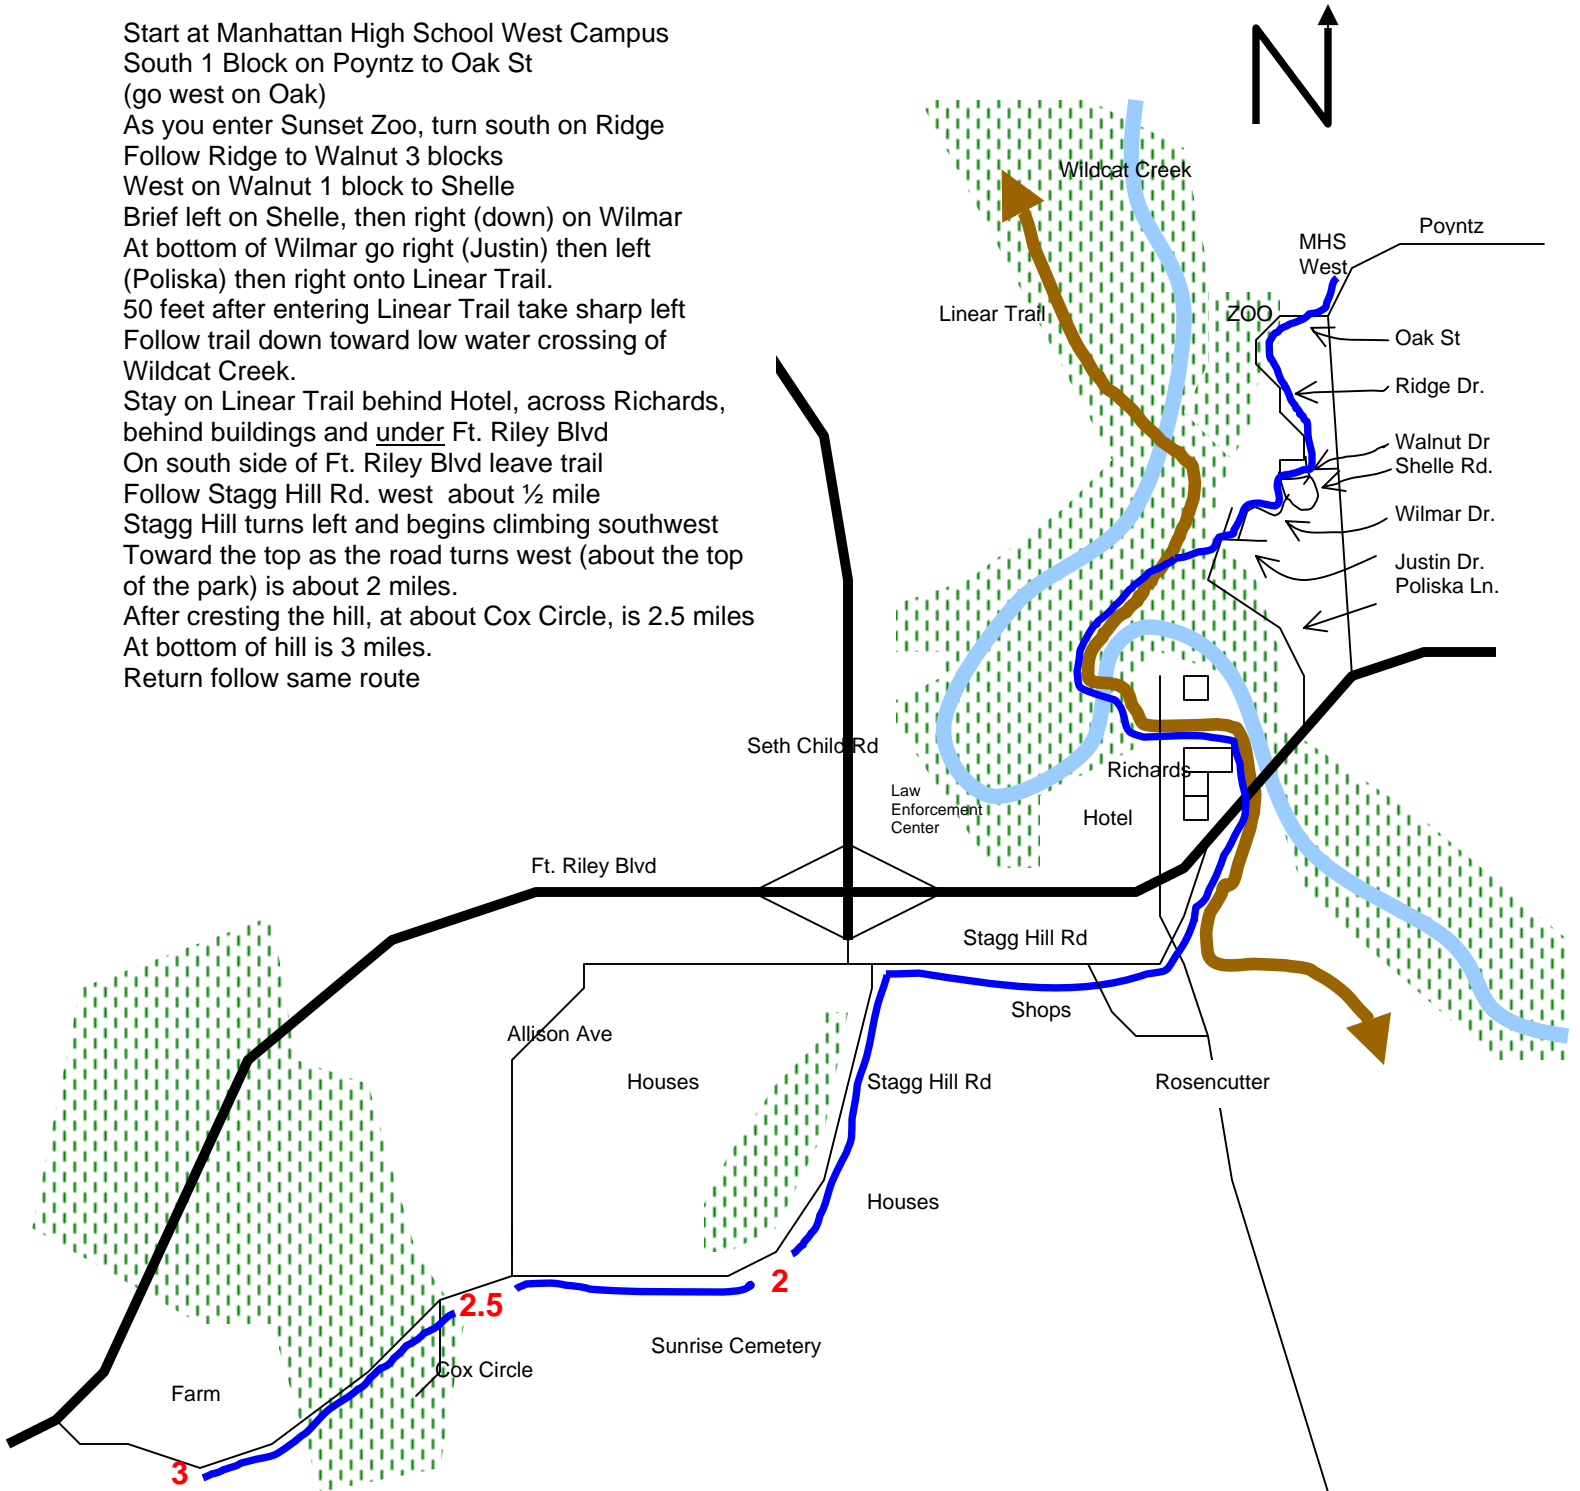 Start at Manhattan High School West Campus
South 1 Block on Poyntz to Oak St
(go west on Oak)
As you enter Sunset Zoo, turn south on Ridge
Follow Ridge to Walnut 3 blocks
West on Walnut 1 block to Shelle
Brief left on Shelle, then right (down) on Wilmar
At bottom of Wilmar go right (Justin) then left
(Poliska) then right onto Linear Trail.
50 feet after entering Linear Trail take sharp left
Follow trail down toward low water crossing of
Wildcat Creek.
Stay on Linear Trail behind Hotel, across Richards,
behind buildings and under Ft. Riley Blvd
On south side of Ft. Riley Blvd leave trail
Follow Stagg Hill Rd. west  about ½ mile
Stagg Hill turns left and begins climbing southwest
Toward the top as the road turns west (about the top
of the park) is about 2 miles.
After cresting the hill, at about Cox Circle, is 2.5 miles
At bottom of hill is 3 miles.
Return follow same route
N
Wildcat Creek
Poyntz
MHS
West
Linear Trail
ZOO
Oak St
Ridge Dr.
Walnut Dr
Shelle Rd.
Wilmar Dr.
Justin Dr.
Poliska Ln.
Seth Child Rd
Richards
Law
Enforcement
Center
Hotel
Ft. Riley Blvd
Stagg Hill Rd
Shops
Allison Ave
Houses
Stagg Hill Rd
Rosencutter
Houses
2
2.5
Sunrise Cemetery
Cox Circle
Farm
3